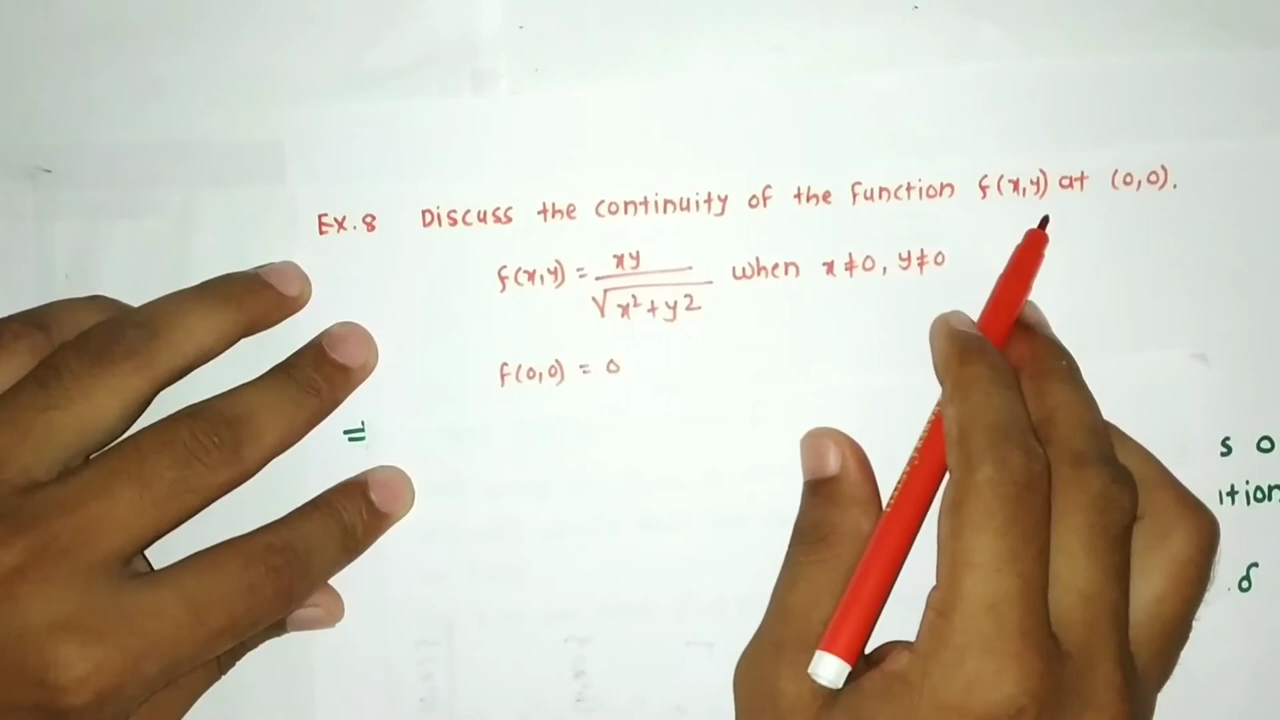 Ex.8 Discuss the continuity of the function f(x,y) at (0,0).
f(x,y) = xy / √x²+y2 when x≠0, y≠0
f(0,0) = 0
=
s o
ition
. δ